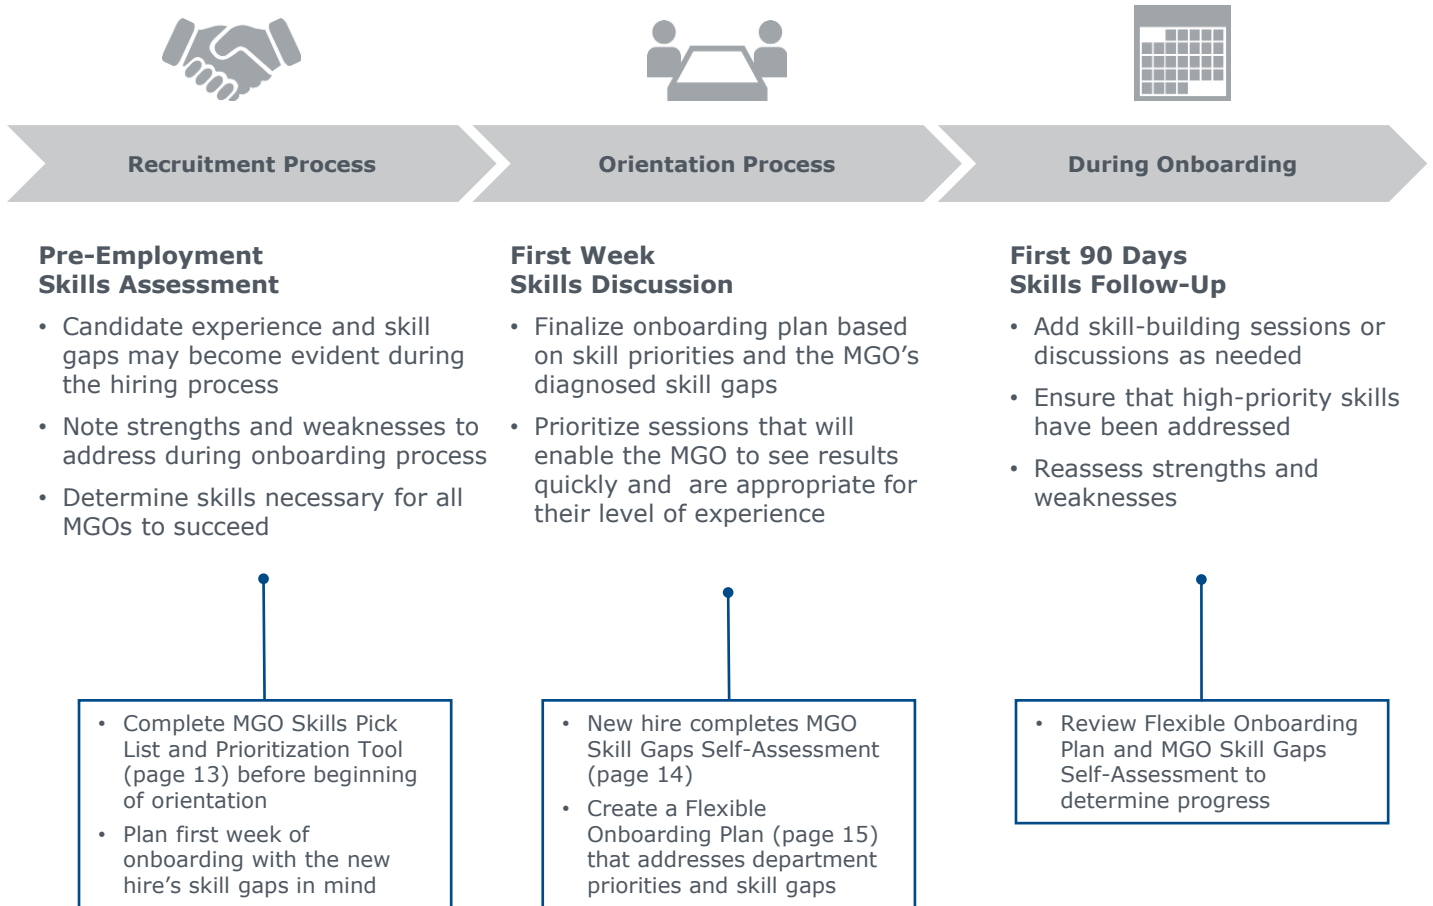 Recruitment Process
Orientation Process
During Onboarding
Pre-Employment
Skills Assessment
• Candidate experience and skill
gaps may become evident during
the hiring process
• Note strengths and weaknesses to
address during onboarding process
• Determine skills necessary for all
MGOs to succeed
• Complete MGO Skills Pick
List and Prioritization Tool
(page 13) before beginning
of orientation
• Plan first week of
onboarding with the new
hire’s skill gaps in mind
First Week
Skills Discussion
• Finalize onboarding plan based
on skill priorities and the MGO’s
diagnosed skill gaps
• Prioritize sessions that will
enable the MGO to see results
quickly and  are appropriate for
their level of experience
• New hire completes MGO
Skill Gaps Self-Assessment
(page 14)
• Create a Flexible
Onboarding Plan (page 15)
that addresses department
priorities and skill gaps
First 90 Days
Skills Follow-Up
• Add skill-building sessions or
discussions as needed
• Ensure that high-priority skills
have been addressed
• Reassess strengths and
weaknesses
• Review Flexible Onboarding
Plan and MGO Skill Gaps
Self-Assessment to
determine progress